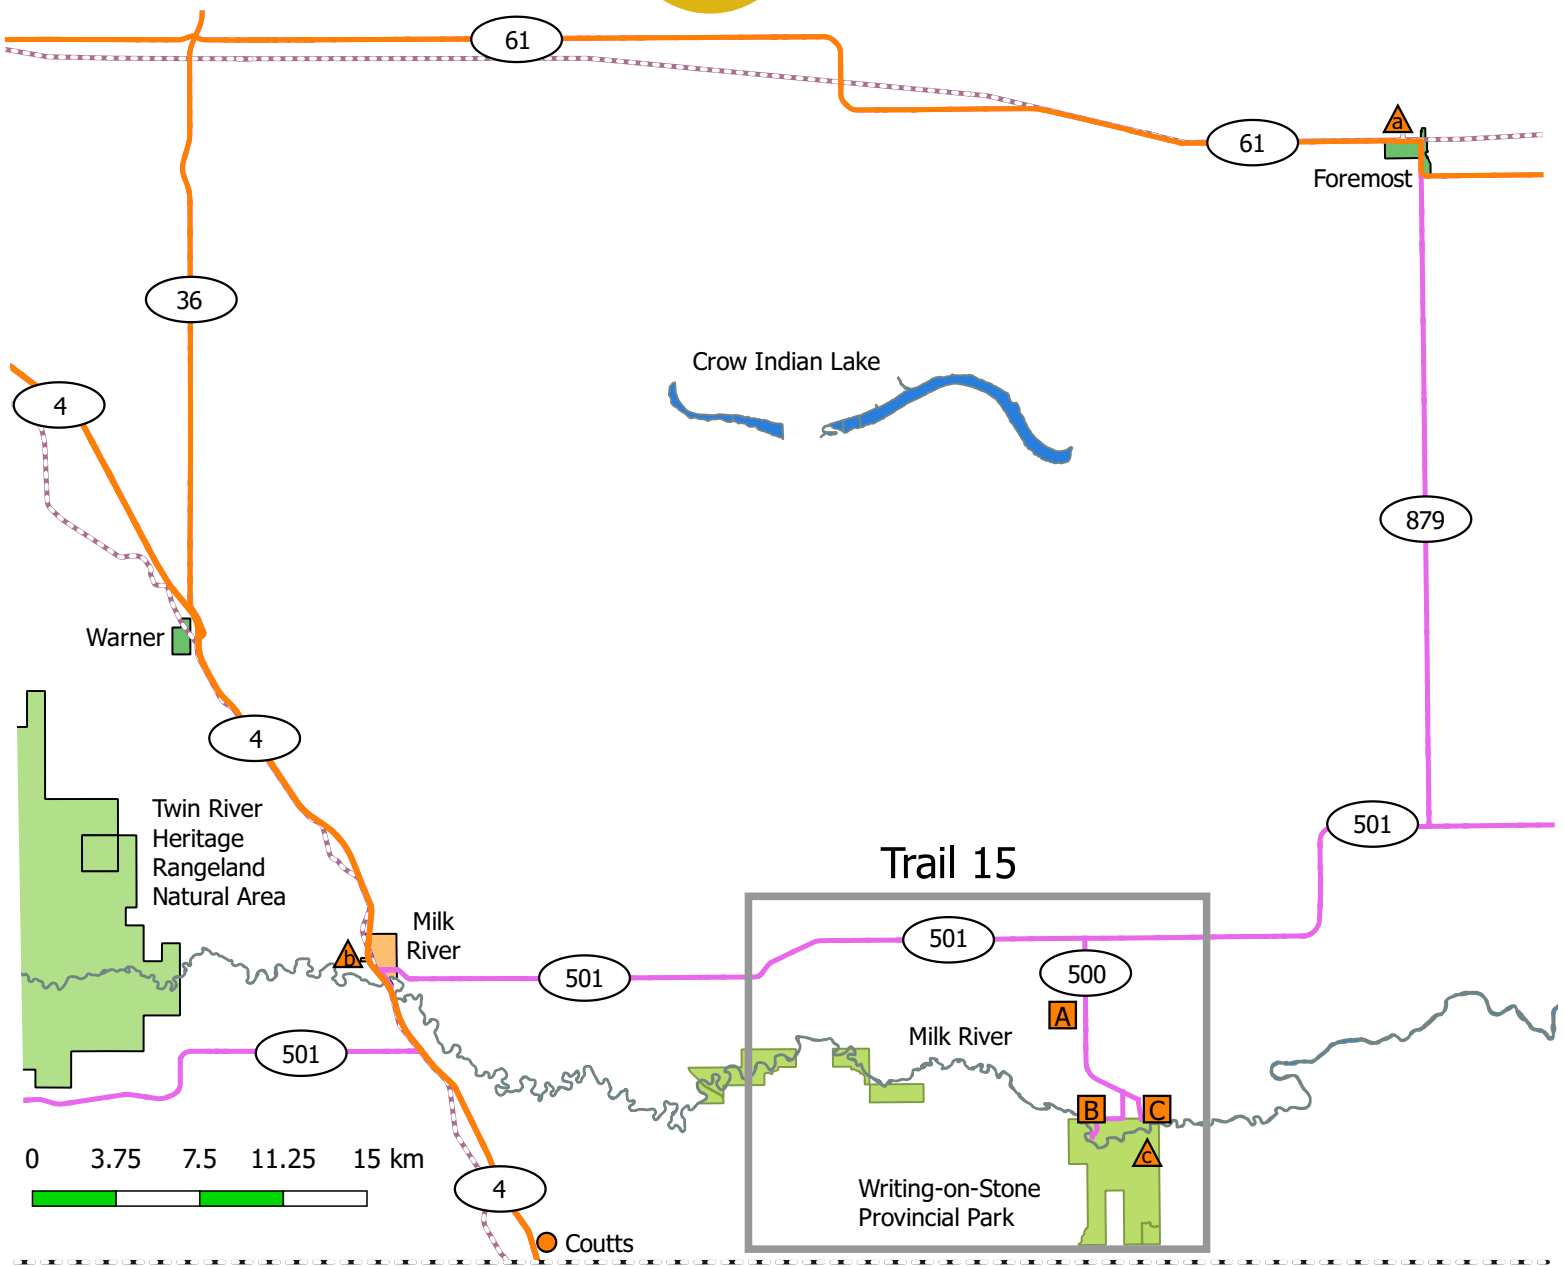 61
61
a
Foremost
36
Crow Indian Lake
4
879
Warner
4
Twin River
Heritage
Rangeland
Natural Area
501
Trail 15
Milk
River
b
501
501
500
A
Milk River
501
B
C
c
0 3.75 7.5 11.25 15 km
4
Writing-on-Stone
Provincial Park
Coutts